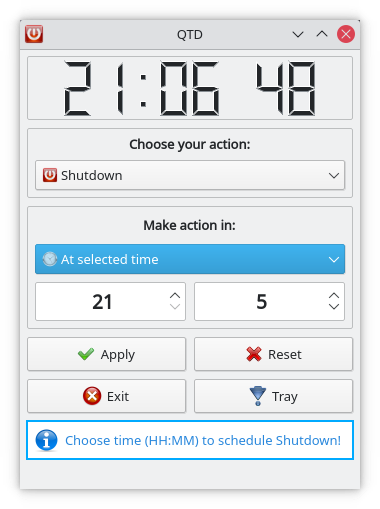 QTD
21:06 48
Choose your action:
Shutdown
Make action in:
At selected time
21 5
Apply Reset
Exit Tray
Choose time (HH:MM) to schedule Shutdown!